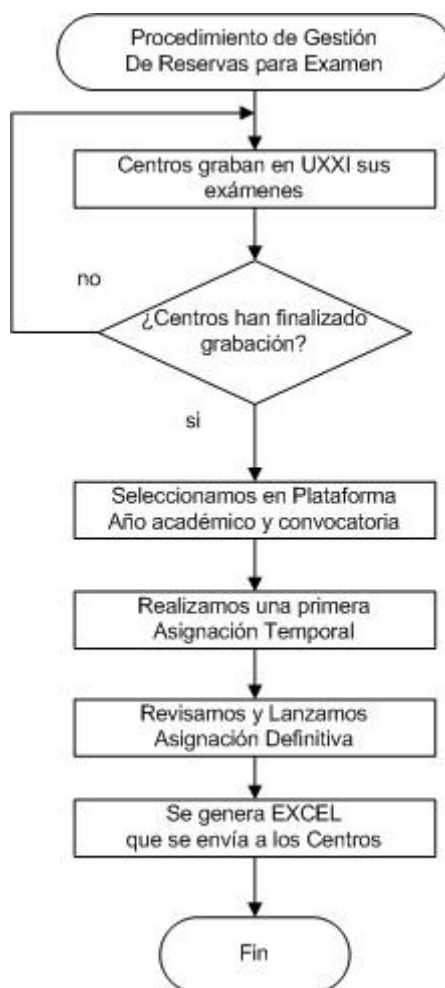 Procedimiento de Gestión
De Reservas para Examen
Centros graban en UXXI sus
exámenes
no
¿Centros han finalizado
grabación?
sí
Seleccionamos en Plataforma
Año académico y convocatoria
Realizamos una primera
Asignación Temporal
Revisamos y Lanzamos
Asignación Definitiva
Se genera EXCEL
que se envía a los Centros
Fin